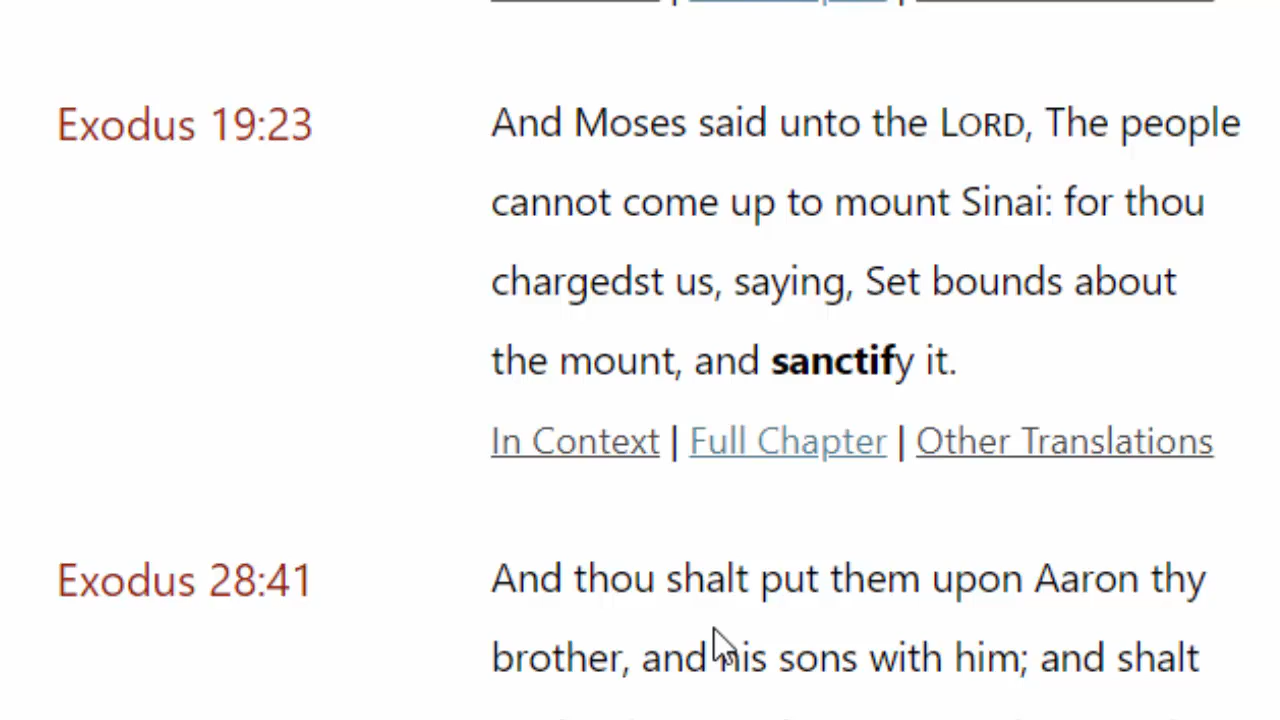 Exodus 19:23
And Moses said unto the LORD, The people
cannot come up to mount Sinai: for thou
chargedst us, saying, Set bounds about
the mount, and sanctify it.
In Context | Full Chapter | Other Translations
Exodus 28:41
And thou shalt put them upon Aaron thy
brother, and his sons with him; and shalt